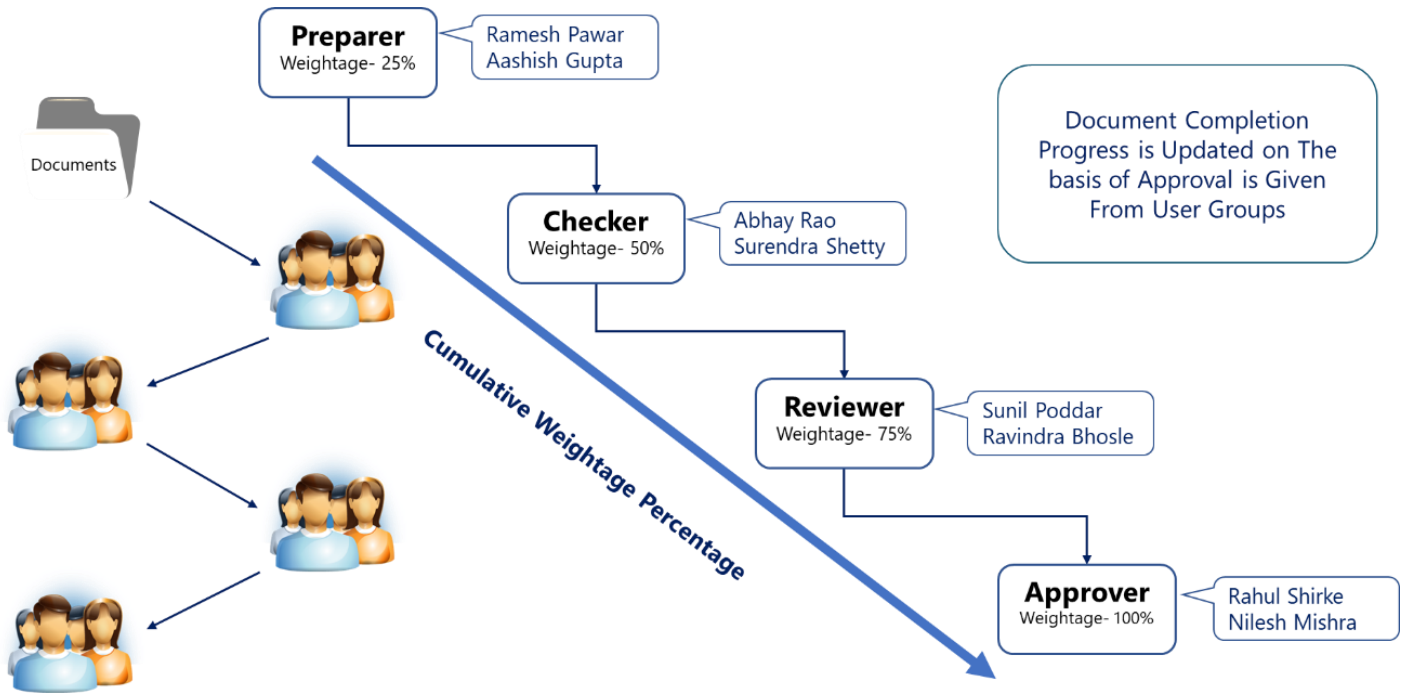 Preparer
Weightage- 25%
Ramesh Pawar
Aashish Gupta
Documents
Document Completion
Progress is Updated on The
basis of Approval is Given
From User Groups
Checker
Weightage- 50%
Abhay Rao
Surendra Shetty
Cumulative Weightage Percentage
Reviewer
Weightage- 75%
Sunil Poddar
Ravindra Bhosle
Approver
Weightage- 100%
Rahul Shirke
Nilesh Mishra